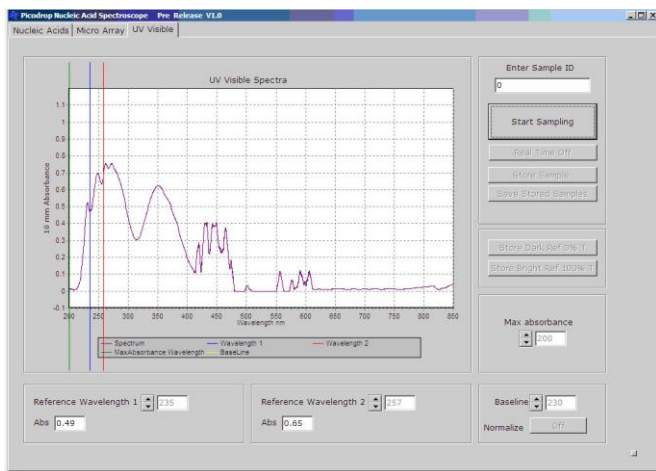 Picodrop Nucleic Acid Spectroscope Pre Release V1.0
Nucleic Acids Micro Array UV Visible
UV Visible Spectra
10 mm Absorbance
1.1
1
0.9
0.8
0.7
0.6
0.5
0.4
0.3
0.2
0.1
0
-0.1
200 250 300 350 400 450 500 550 600 650 700 750 800 850
Wavelength nm
Spectrum Wavelength 1 Wavelength 2
MaxAbsorbance Wavelength BaseLine
Enter Sample ID
0
Start Sampling
Real Time Off
Store Sample
Save Stored Samples
Store Dark Ref 0% T
Store Bright Ref 100% T
Max absorbance
200
Reference Wavelength 1 235
Abs 0.49
Reference Wavelength 2 257
Abs 0.65
Baseline 230
Normalize Off